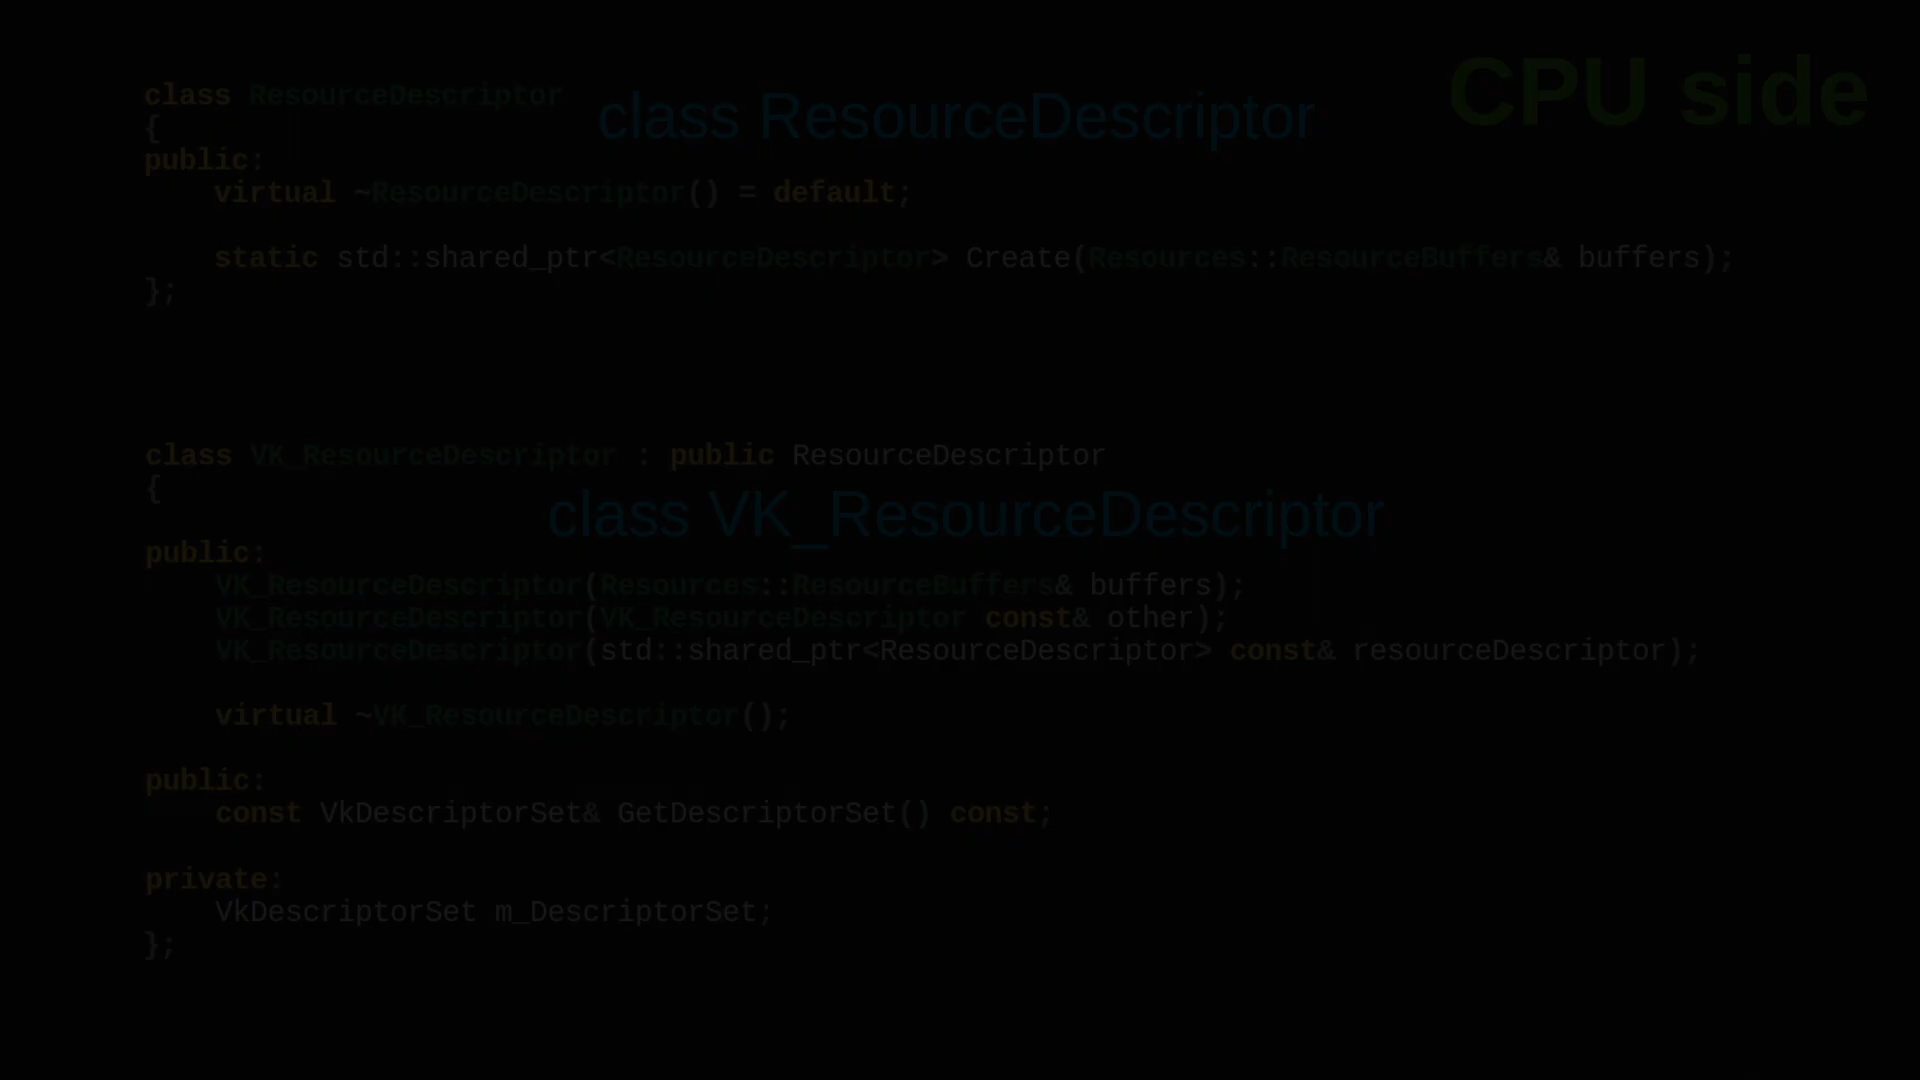 CPU side
class ResourceDescriptor
class ResourceDescriptor
{
public:
    virtual ~ResourceDescriptor() = default;
    static std::shared_ptr<ResourceDescriptor> Create(Resources::ResourceBuffers& buffers);
};
class VK_ResourceDescriptor : public ResourceDescriptor
{
class VK_ResourceDescriptor
public:
    VK_ResourceDescriptor(Resources::ResourceBuffers& buffers);
    VK_ResourceDescriptor(VK_ResourceDescriptor const& other);
    VK_ResourceDescriptor(std::shared_ptr<ResourceDescriptor> const& resourceDescriptor);
    virtual ~VK_ResourceDescriptor();
public:
    const VkDescriptorSet& GetDescriptorSet() const;
private:
    VkDescriptorSet m_DescriptorSet;
};